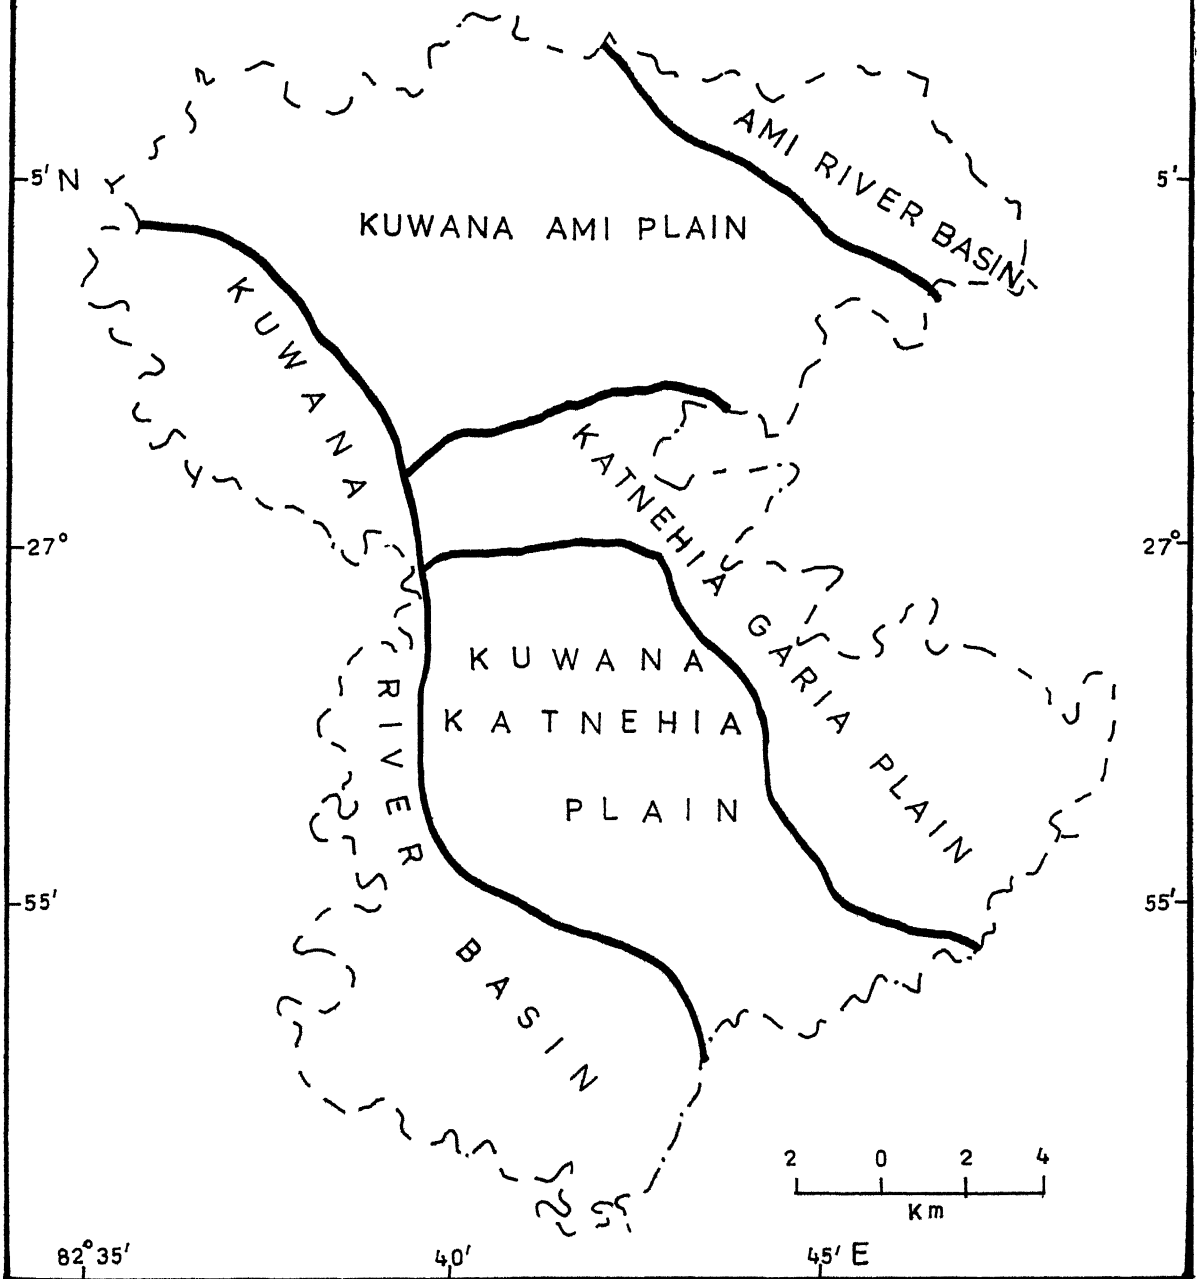 AMI RIVER BASIN
5' N
5'
KUWANA AMI PLAIN
KUWANA RIVER BASIN
KATNEHIA GARIA PLAIN
27°
27°
KUWANA
KATNEHIA
PLAIN
55'
55'
2 0 2 4
Km
82°35' 40' 45' E